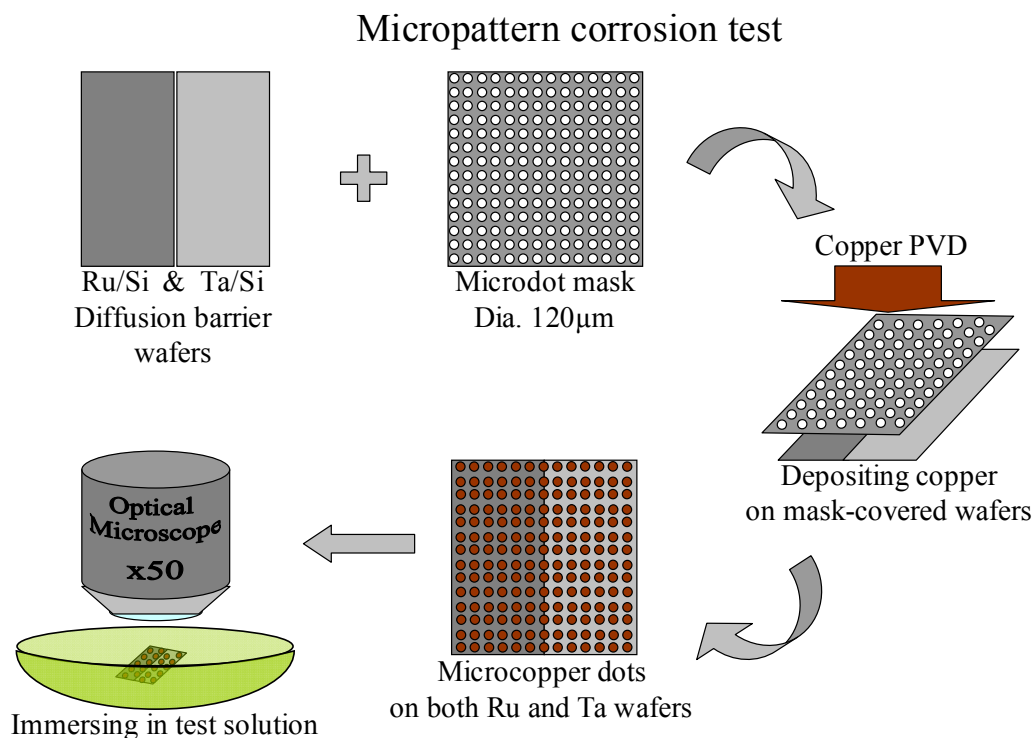 Micropattern corrosion test
Ru/Si & Ta/Si
Diffusion barrier
wafers
Microdot mask
Dia. 120μm
Copper PVD
Depositing copper
on mask-covered wafers
Microcopper dots
on both Ru and Ta wafers
Optical
Microscope
x50
Immersing in test solution